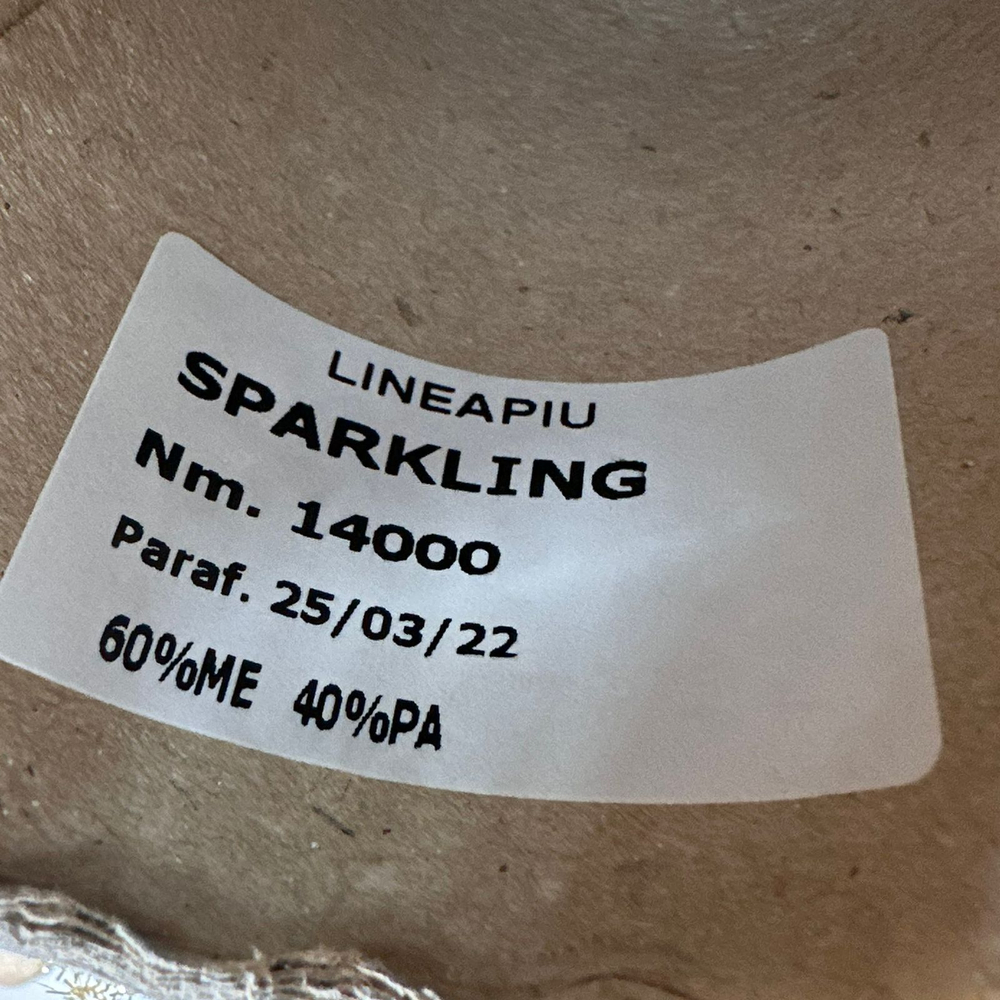 LINEAPIU
SPARKLING
Nm. 14000
Paraf. 25/03/22
60%ME 40%PA